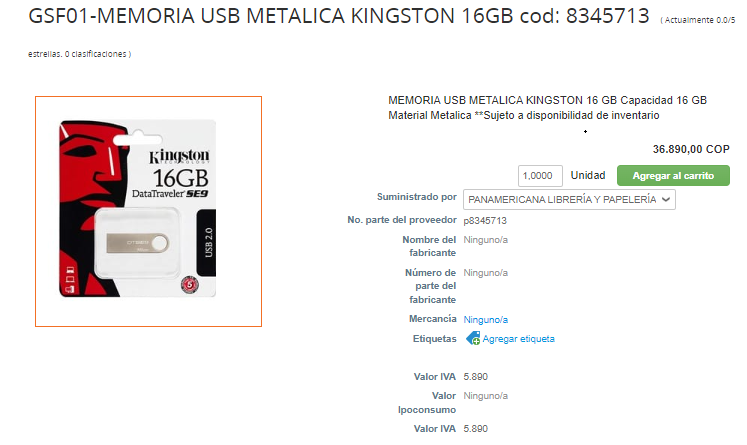 GSF01-MEMORIA USB METALICA KINGSTON 16GB cod: 8345713 ( Actualmente 0.0/5
estrellas. 0 clasificaciones )
MEMORIA USB METALICA KINGSTON 16 GB Capacidad 16 GB
Material Metalica **Sujeto a disponibilidad de inventario
36.890,00 COP
1,0000 Unidad Agregar al carrito
Kingston
TECHNOLOGY
16GB
DataTraveler SE9
USB 2.0
5
Suministrado por PANAMERICANA LIBRERÍA Y PAPELERÍA
No. parte del proveedor p8345713
Nombre del Ninguno/a
fabricante
Número de Ninguno/a
parte del
fabricante
Mercancía Ninguno/a
Etiquetas Agregar etiqueta
Valor IVA 5.890
Valor Ninguno/a
Ipoconsumo
Valor IVA 5.890